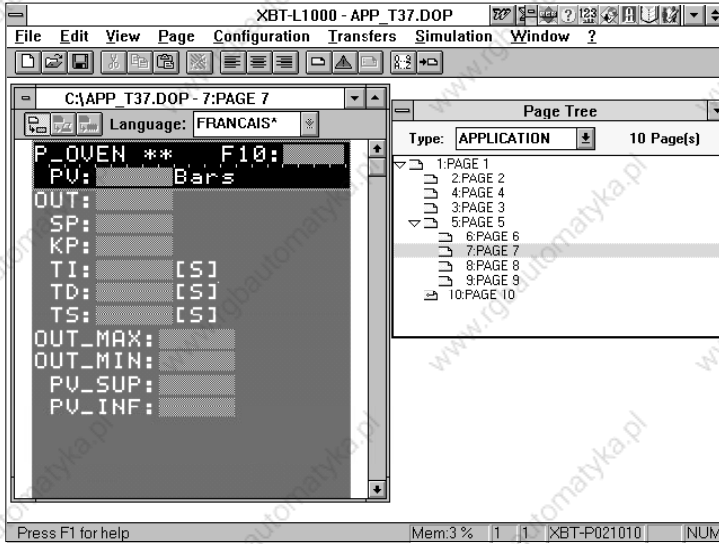 XBT-L1000 - APP_T37.DOP
File Edit View Page Configuration Transfers Simulation Window ?
C:\APP_T37.DOP - 7:PAGE 7
Language: FRANCAIS*
P_OVEN ** F10:
PV: Bars
OUT:
SP:
KP:
TI: [S]
TD: [S]
TS: [S]
OUT_MAX:
OUT_MIN:
PV_SUP:
PV_INF:
Page Tree
Type: APPLICATION 10 Page(s)
1:PAGE 1
2:PAGE 2
4:PAGE 4
3:PAGE 3
5:PAGE 5
6:PAGE 6
7:PAGE 7
8:PAGE 8
9:PAGE 9
10:PAGE 10
Press F1 for help
Mem:3 % 1 1 XBT-P021010 NUM
www.rgbautomatyka.pl